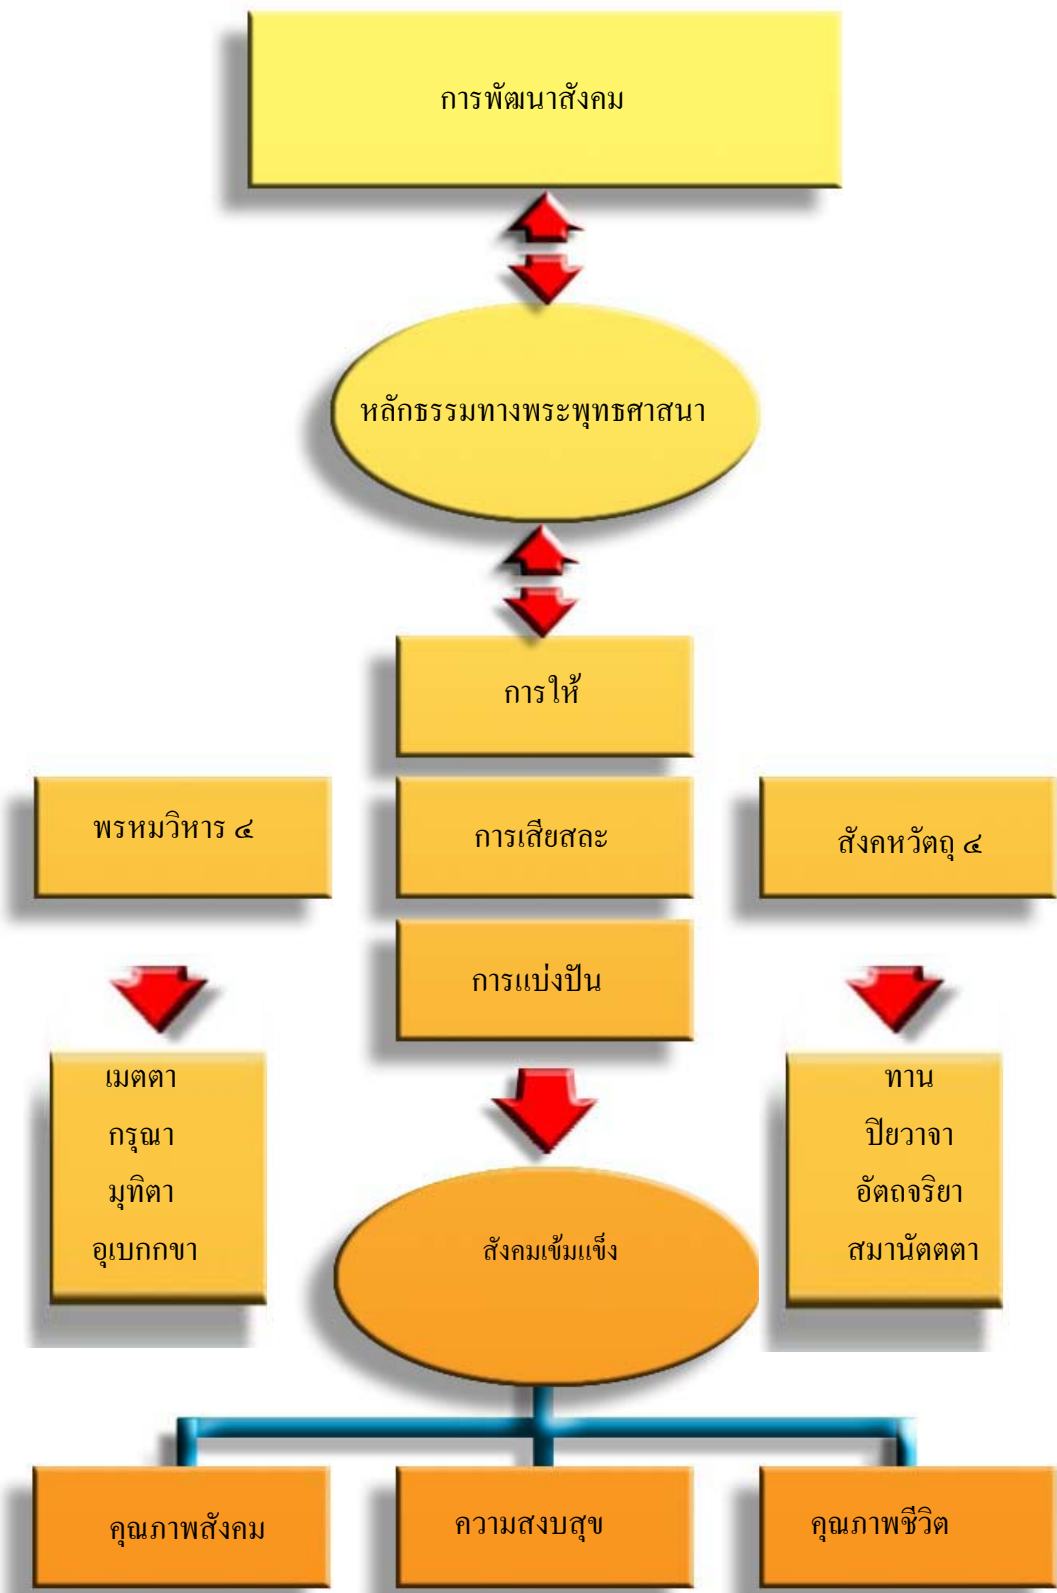 การพัฒนาสังคม
หลักธรรมทางพระพุทธศาสนา
การให้
พรหมวิหาร ๔
การเสียสละ
สังคหวัตถุ ๔
การแบ่งปัน
เมตตา
กรุณา
มุทิตา
อุเบกกขา
ทาน
ปิยวาจา
อัตถจริยา
สมานัตตตา
สังคมเข้มแข็ง
คุณภาพสังคม
ความสงบสุข
คุณภาพชีวิต